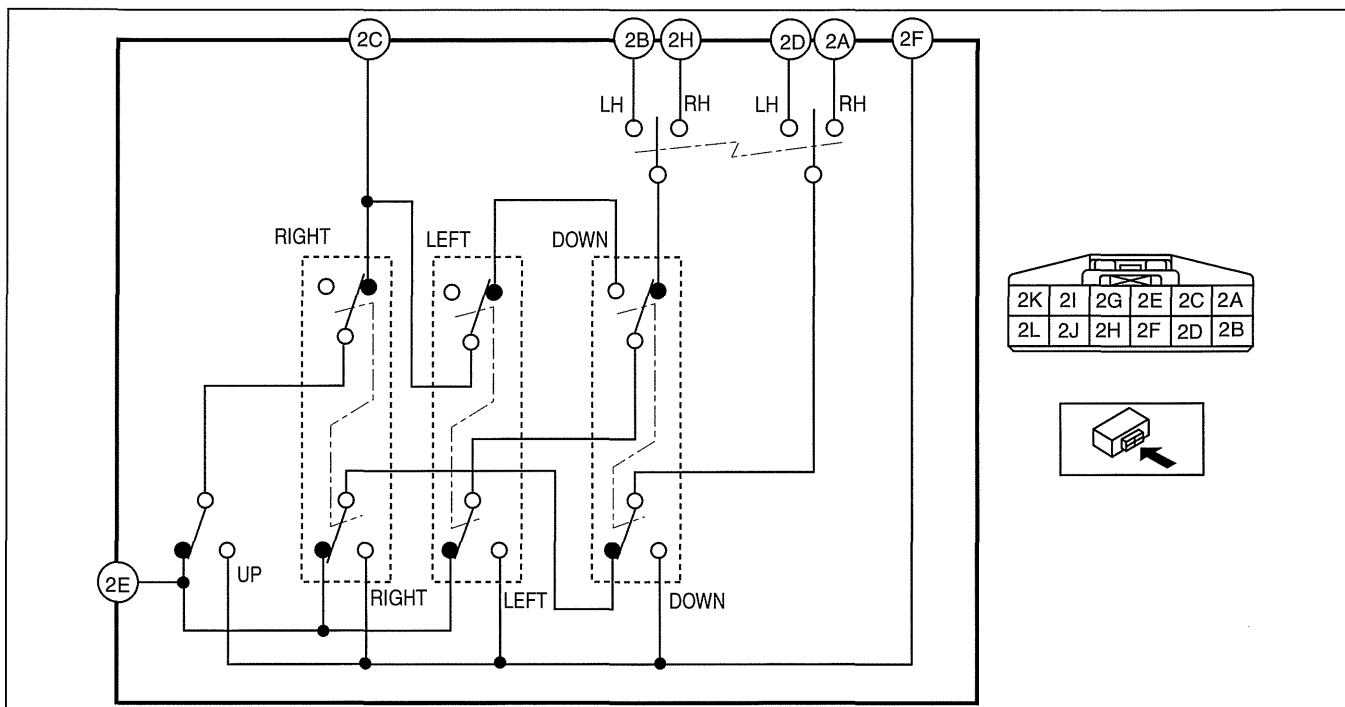 2C 2B 2H 2D 2A 2F
LH RH LH RH
RIGHT LEFT DOWN
2K 2I 2G 2E 2C 2A
2L 2J 2H 2F 2D 2B
2E UP
RIGHT LEFT DOWN